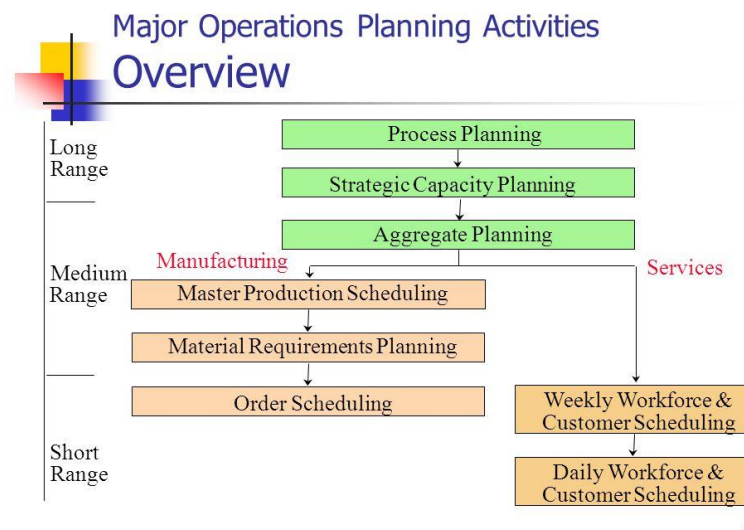 Major Operations Planning Activities
Overview
Long
Range
Process Planning
Strategic Capacity Planning
Aggregate Planning
Manufacturing
Services
Medium
Range
Master Production Scheduling
Material Requirements Planning
Order Scheduling
Weekly Workforce &
Customer Scheduling
Short
Range
Daily Workforce &
Customer Scheduling